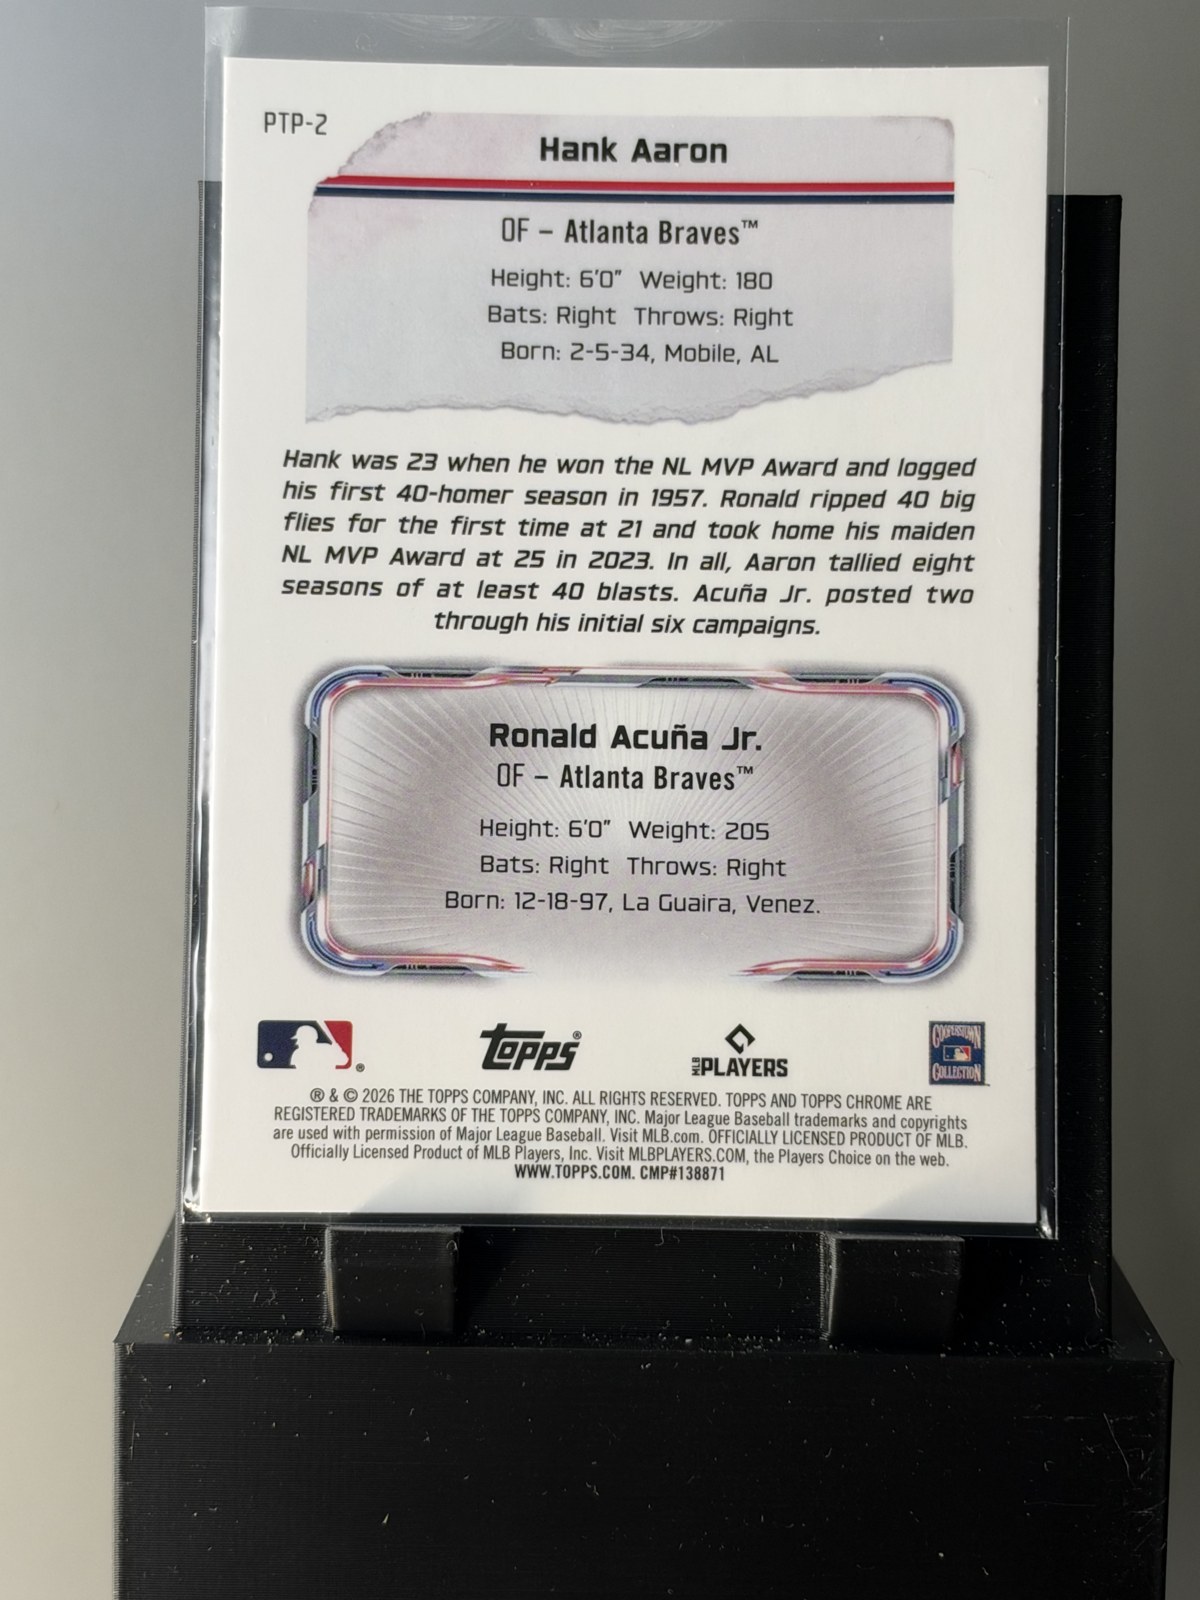 PTP-2
Hank Aaron
OF – Atlanta Braves™
Height: 6'0" Weight: 180
Bats: Right Throws: Right
Born: 2-5-34, Mobile, AL
Hank was 23 when he won the NL MVP Award and logged
his first 40-homer season in 1957. Ronald ripped 40 big
flies for the first time at 21 and took home his maiden
NL MVP Award at 25 in 2023. In all, Aaron tallied eight
seasons of at least 40 blasts. Acuña Jr. posted two
through his initial six campaigns.
Ronald Acuña Jr.
OF – Atlanta Braves™
Height: 6'0" Weight: 205
Bats: Right Throws: Right
Born: 12-18-97, La Guaira, Venez.
®
topps®
MLB PLAYERS
COOPERSTOWN
COLLECTION
® & © 2026 THE TOPPS COMPANY, INC. ALL RIGHTS RESERVED. TOPPS AND TOPPS CHROME ARE
REGISTERED TRADEMARKS OF THE TOPPS COMPANY, INC. Major League Baseball trademarks and copyrights
are used with permission of Major League Baseball. Visit MLB.com. OFFICIALLY LICENSED PRODUCT OF MLB.
Officially Licensed Product of MLB Players, Inc. Visit MLBPLAYERS.COM, the Players Choice on the web.
WWW.TOPPS.COM. CMP#138871